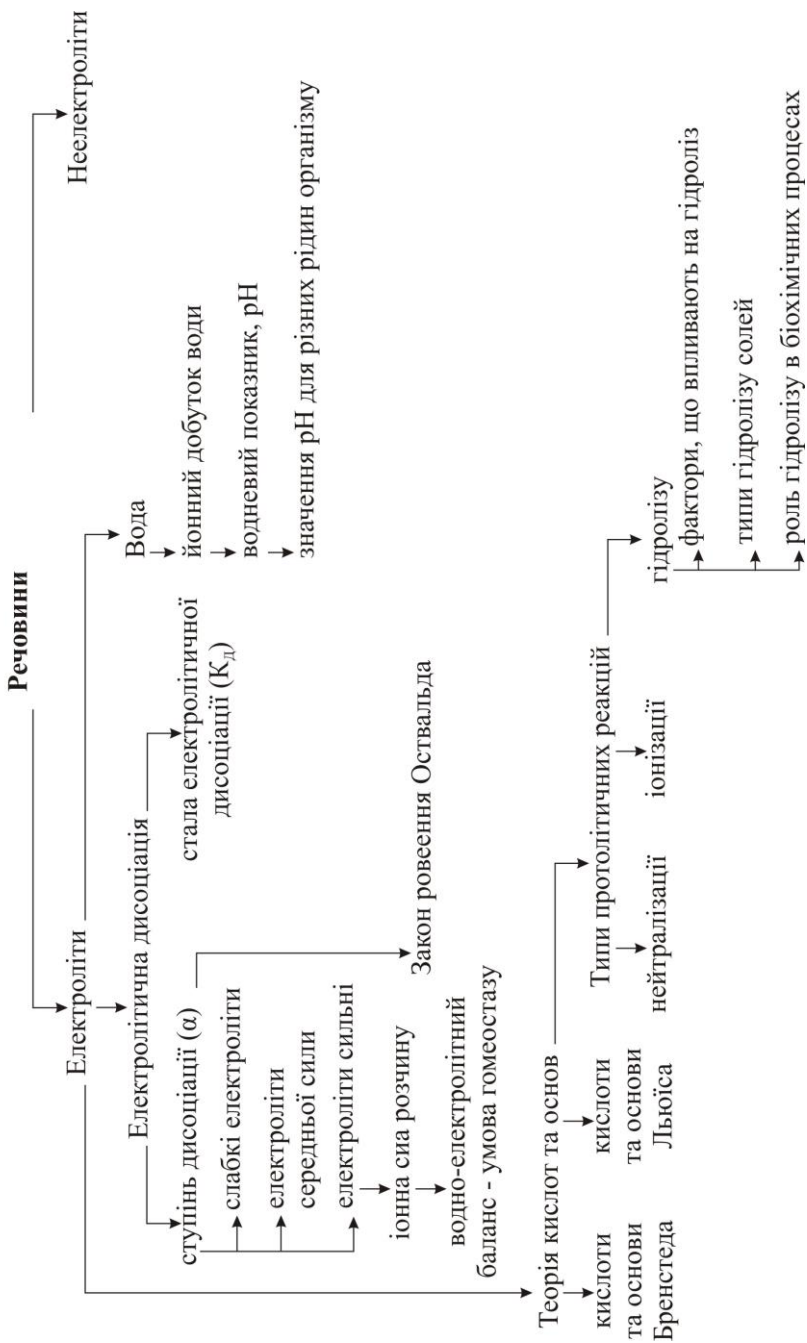 Речовини
Електроліти
Неелектроліти
Електролітична дисоціація
Вода
ступінь дисоціації (α)
стала електролітичної
дисоціації (Kд)
йонний добуток води
водневий показник, pH
значення pH для різних рідин організму
слабкі електроліти
електроліти
середньої сили
електроліти сильні
іонна сиа розчину
водно-електролітний
баланс - умова гомеостазу
Закон ровеення Оствальда
Теорія кислот та основ
Типи протолітичних реакцій
кислоти
та основи
Бренстеда
кислоти
та основи
Льюїса
нейтралізації
іонізації
гідролізу
фактори, що впливають на гідроліз
типи гідролізу солей
роль гідролізу в біохімічних процесах